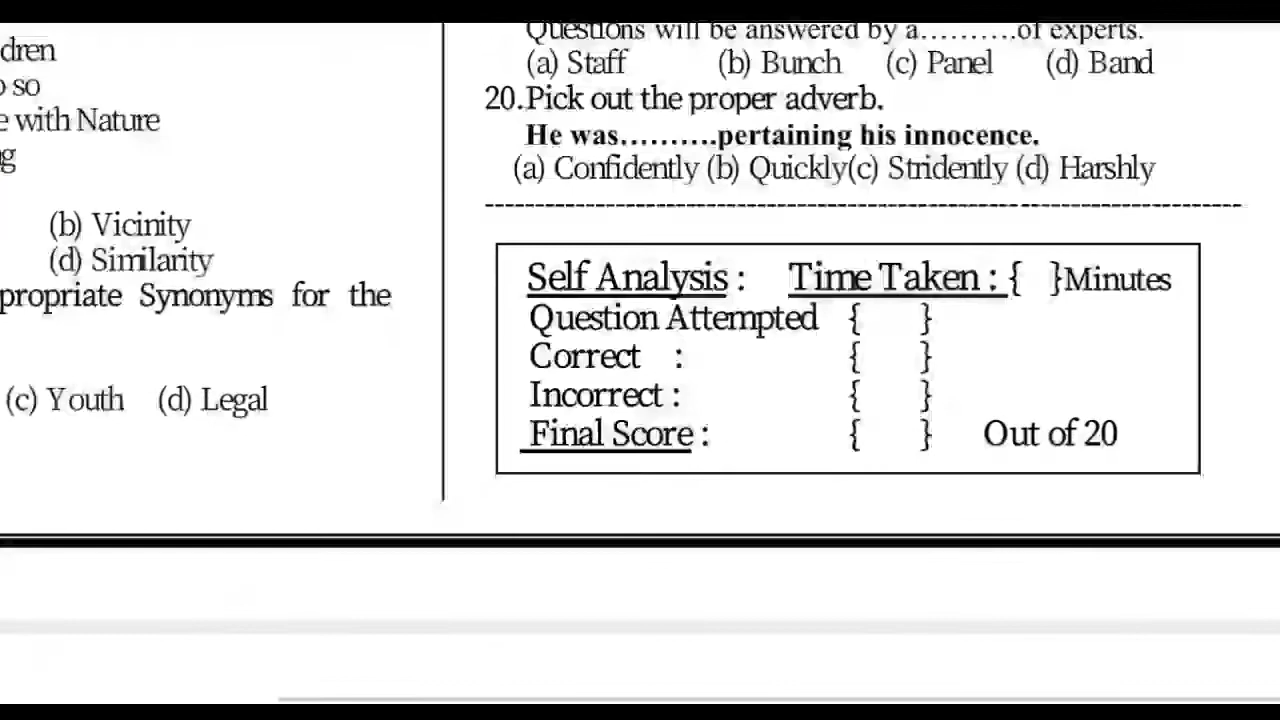 dren
o so
e with Nature
g
(b) Vicinity
(d) Similarity
propriate Synonyms for the
(c) Youth (d) Legal
Questions will be answered by a..........of experts.
(a) Staff (b) Bunch (c) Panel (d) Band
20.Pick out the proper adverb.
He was..........pertaining his innocence.
(a) Confidently (b) Quickly(c) Stridently (d) Harshly
Self Analysis : Time Taken : { }Minutes
Question Attempted { }
Correct : { }
Incorrect : { }
Final Score : { } Out of 20